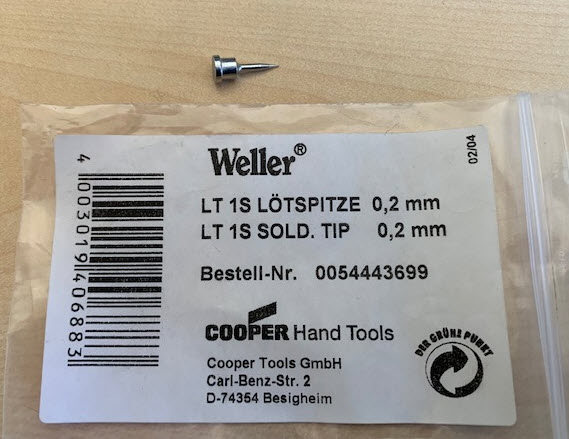 Weller®
02/04
LT 1S LÖTSPITZE 0,2 mm
LT 1S SOLD. TIP 0,2 mm
Bestell-Nr. 0054443699
COOPER Hand Tools
Cooper Tools GmbH
Carl-Benz-Str. 2
D-74354 Besigheim
DER GRÜNE PUNKT
4 003019 406883